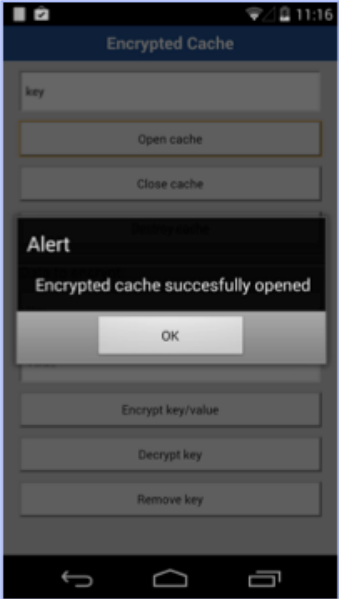 11:16
Encrypted Cache
key
Open cache
Close cache
Alert
Encrypted cache succesfully opened
OK
Encrypt key/value
Decrypt key
Remove key